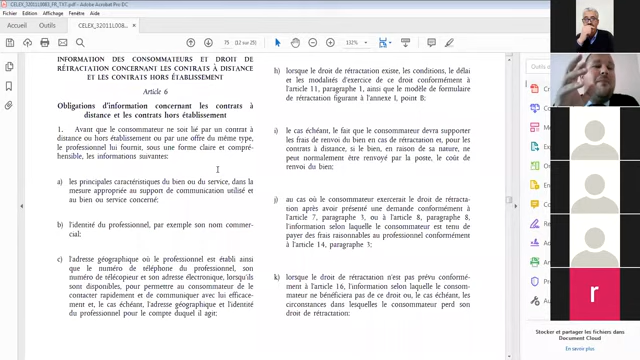 CELEX_32011L0083_FR_TXT.pdf - Adobe Acrobat Pro DC
Fichier Edition Affichage Fenêtre Aide
Accueil Outils CELEX_32011L008...
75 (12 sur 25) 132%
INFORMATION DES CONSOMMATEURS ET DROIT DE
RÉTRACTATION CONCERNANT LES CONTRATS À DISTANCE
ET LES CONTRATS HORS ÉTABLISSEMENT
Article 6
Obligations d'information concernant les contrats à
distance et les contrats hors établissement
1. Avant que le consommateur ne soit lié par un contrat à
distance ou hors établissement ou par une offre du même type,
le professionnel lui fournit, sous une forme claire et compré-
hensible, les informations suivantes:
a) les principales caractéristiques du bien ou du service, dans la
mesure appropriée au support de communication utilisé et
au bien ou service concerné;
b) l'identité du professionnel, par exemple son nom commer-
cial;
c) l'adresse géographique où le professionnel est établi ainsi
que le numéro de téléphone du professionnel, son
numéro de télécopieur et son adresse électronique, lorsqu'ils
sont disponibles, pour permettre au consommateur de le
contacter rapidement et de communiquer avec lui efficace-
ment et, le cas échéant, l'adresse géographique et l'identité
du professionnel pour le compte duquel il agit;
h) lorsque le droit de rétractation existe, les conditions, le délai
et les modalités d'exercice de ce droit conformément à
l'article 11, paragraphe 1, ainsi que le modèle de formulaire
de rétractation figurant à l'annexe I, point B;
i) le cas échéant, le fait que le consommateur devra supporter
les frais de renvoi du bien en cas de rétractation et, pour
les contrats à distance, si le bien, en raison de sa nature, ne
peut normalement être renvoyé par la poste, le coût de
renvoi du bien;
j) au cas où le consommateur exercerait le droit de rétracta-
tion après avoir présenté une demande conformément à
l'article 7, paragraphe 3, ou à l'article 8, paragraphe 8,
l'information selon laquelle le consommateur est tenu de
payer des frais raisonnables au professionnel conformément
à l'article 14, paragraphe 3;
k) lorsque le droit de rétractation n'est pas prévu conformé-
ment à l'article 16, l'information selon laquelle le consom-
mateur ne bénéficiera pas de ce droit ou, le cas échéant, les
circonstances dans lesquelles le consommateur perd son
droit de rétractation;
r
Stocker et partager les fichiers dans
Document Cloud
En savoir plus